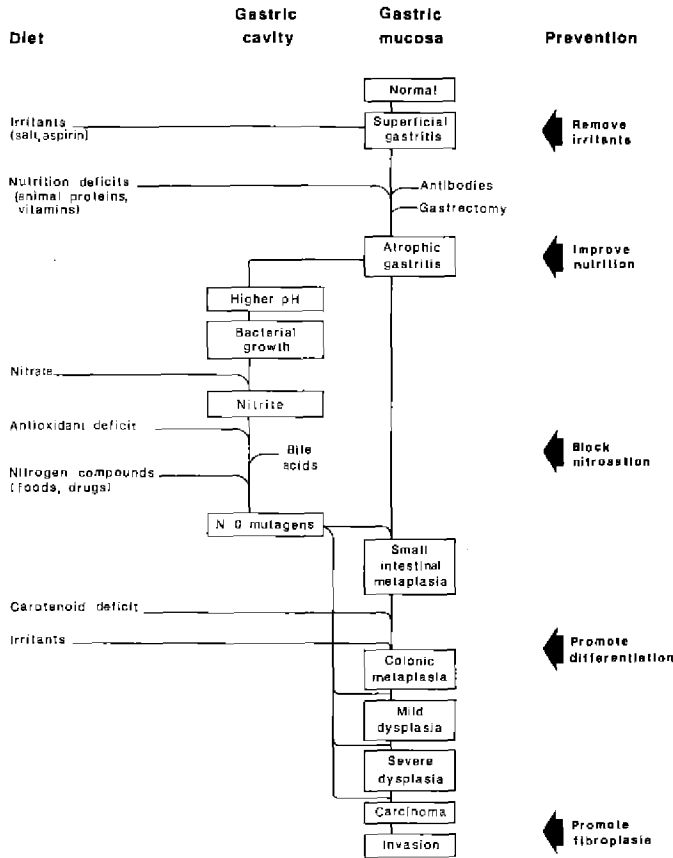 Diet
Gastric
cavity
Gastric
mucosa
Prevention
Normal
Irritants
(salt, aspirin)
Superficial
gastritis
Remove
irritants
Nutrition deficits
(animal proteins,
vitamins)
Antibodies
Gastrectomy
Atrophic
gastritis
Improve
nutrition
Higher pH
Bacterial
growth
Nitrate
Nitrite
Antioxidant deficit
Bile
acids
Block
nitrosation
Nitrogen compounds
(foods, drugs)
N O mutagens
Small
intestinal
metaplasia
Carotenoid deficit
Irritants
Colonic
metaplasia
Promote
differentiation
Mild
dysplasia
Severe
dysplasia
Carcinoma
Invasion
Promote
fibroplasie